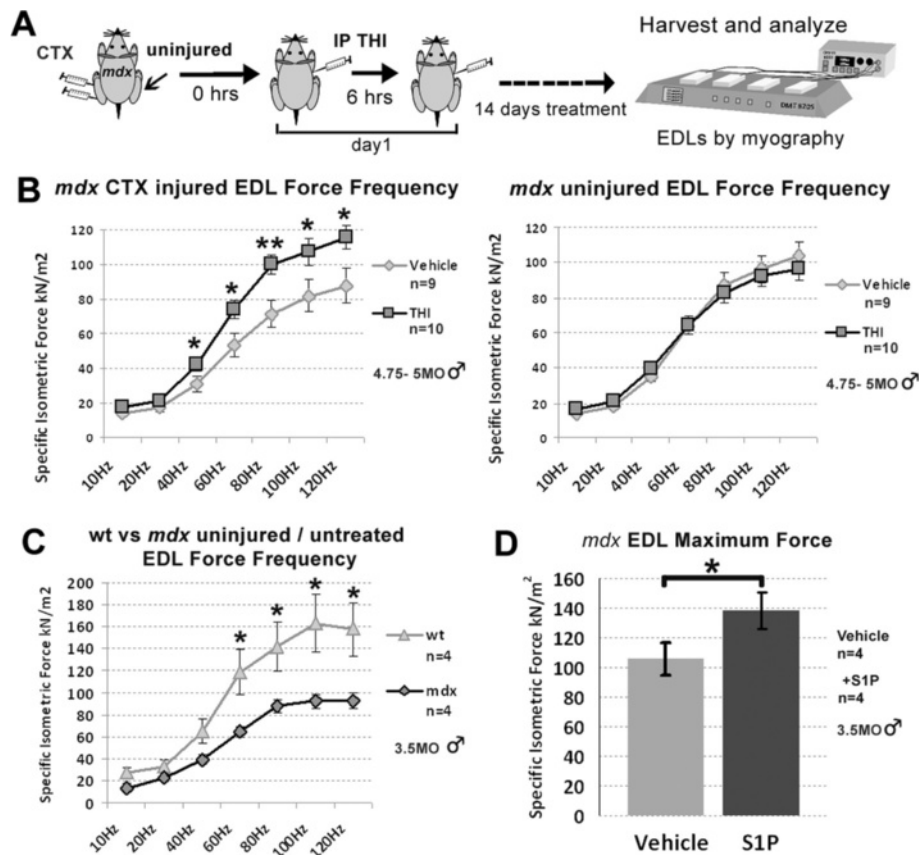 A
CTX
mdx
uninjured
0 hrs
IP THI
6 hrs
day1
14 days treatment
Harvest and analyze
EDLs by myography
B
mdx CTX injured EDL Force Frequency
Specific Isometric Force kN/m2
120
100
80
60
40
20
0
* * ** * *
10Hz 20Hz 40Hz 60Hz 80Hz 100Hz 120Hz
Vehicle
n=9
THI
n=10
4.75- 5MO ♂
mdx uninjured EDL Force Frequency
Specific Isometric Force kN/m2
120
100
80
60
40
20
0
10Hz 20Hz 40Hz 60Hz 80Hz 100Hz 120Hz
Vehicle
n=9
THI
n=10
4.75- 5MO ♂
C
wt vs mdx uninjured / untreated
EDL Force Frequency
Specific Isometric Force kN/m2
200
180
160
140
120
100
80
60
40
20
0
* * * *
10Hz 20Hz 40Hz 60Hz 80Hz 100Hz 120Hz
wt
n=4
mdx
n=4
3.5MO ♂
D
mdx EDL Maximum Force
Specific Isometric Force kN/m²
160
140
120
100
80
60
40
20
0
*
Vehicle S1P
Vehicle
n=4
+S1P
n=4
3.5MO ♂